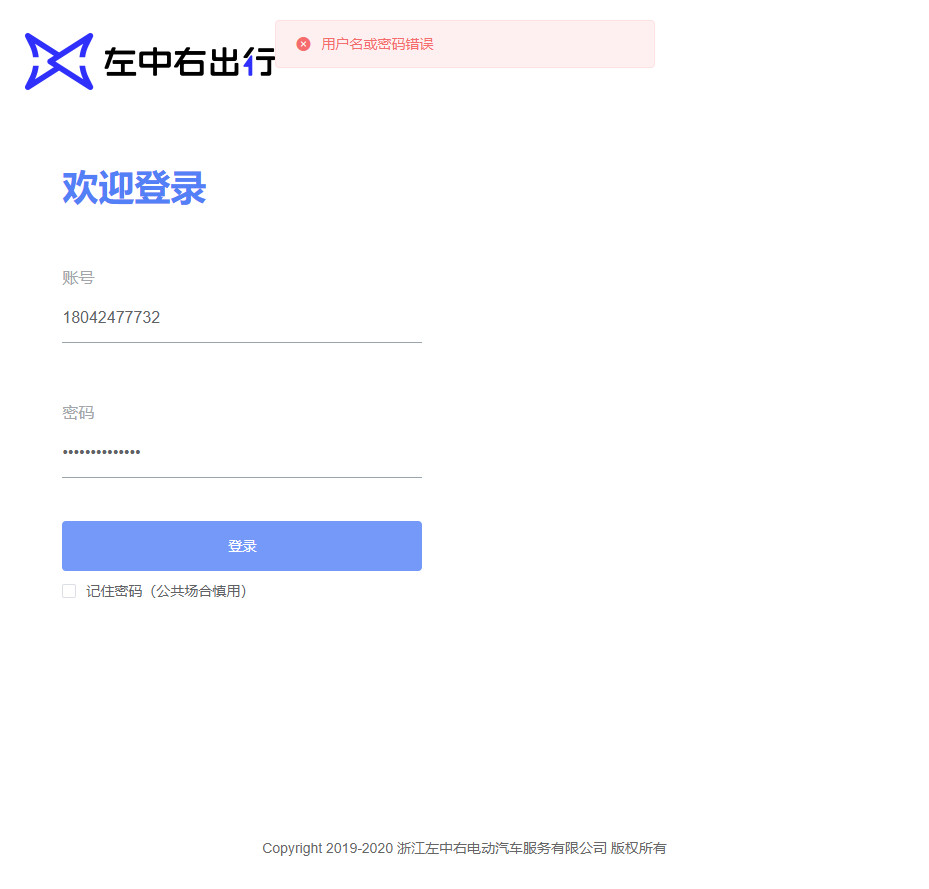 左中右出行
用户名或密码错误
欢迎登录
账号
18042477732
密码
••••••••••••••
登录
记住密码（公共场合慎用）
Copyright 2019-2020 浙江左中右电动汽车服务有限公司 版权所有